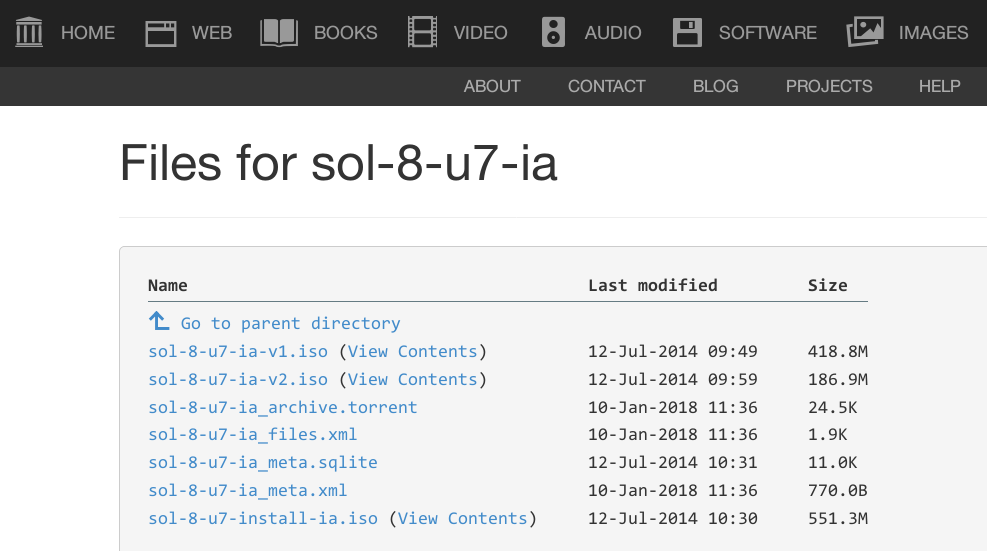 HOME WEB BOOKS VIDEO AUDIO SOFTWARE IMAGES
ABOUT CONTACT BLOG PROJECTS HELP
Files for sol-8-u7-ia
Name Last modified Size
Go to parent directory
sol-8-u7-ia-v1.iso (View Contents) 12-Jul-2014 09:49 418.8M
sol-8-u7-ia-v2.iso (View Contents) 12-Jul-2014 09:59 186.9M
sol-8-u7-ia_archive.torrent 10-Jan-2018 11:36 24.5K
sol-8-u7-ia_files.xml 10-Jan-2018 11:36 1.9K
sol-8-u7-ia_meta.sqlite 12-Jul-2014 10:31 11.0K
sol-8-u7-ia_meta.xml 10-Jan-2018 11:36 770.0B
sol-8-u7-install-ia.iso (View Contents) 12-Jul-2014 10:30 551.3M